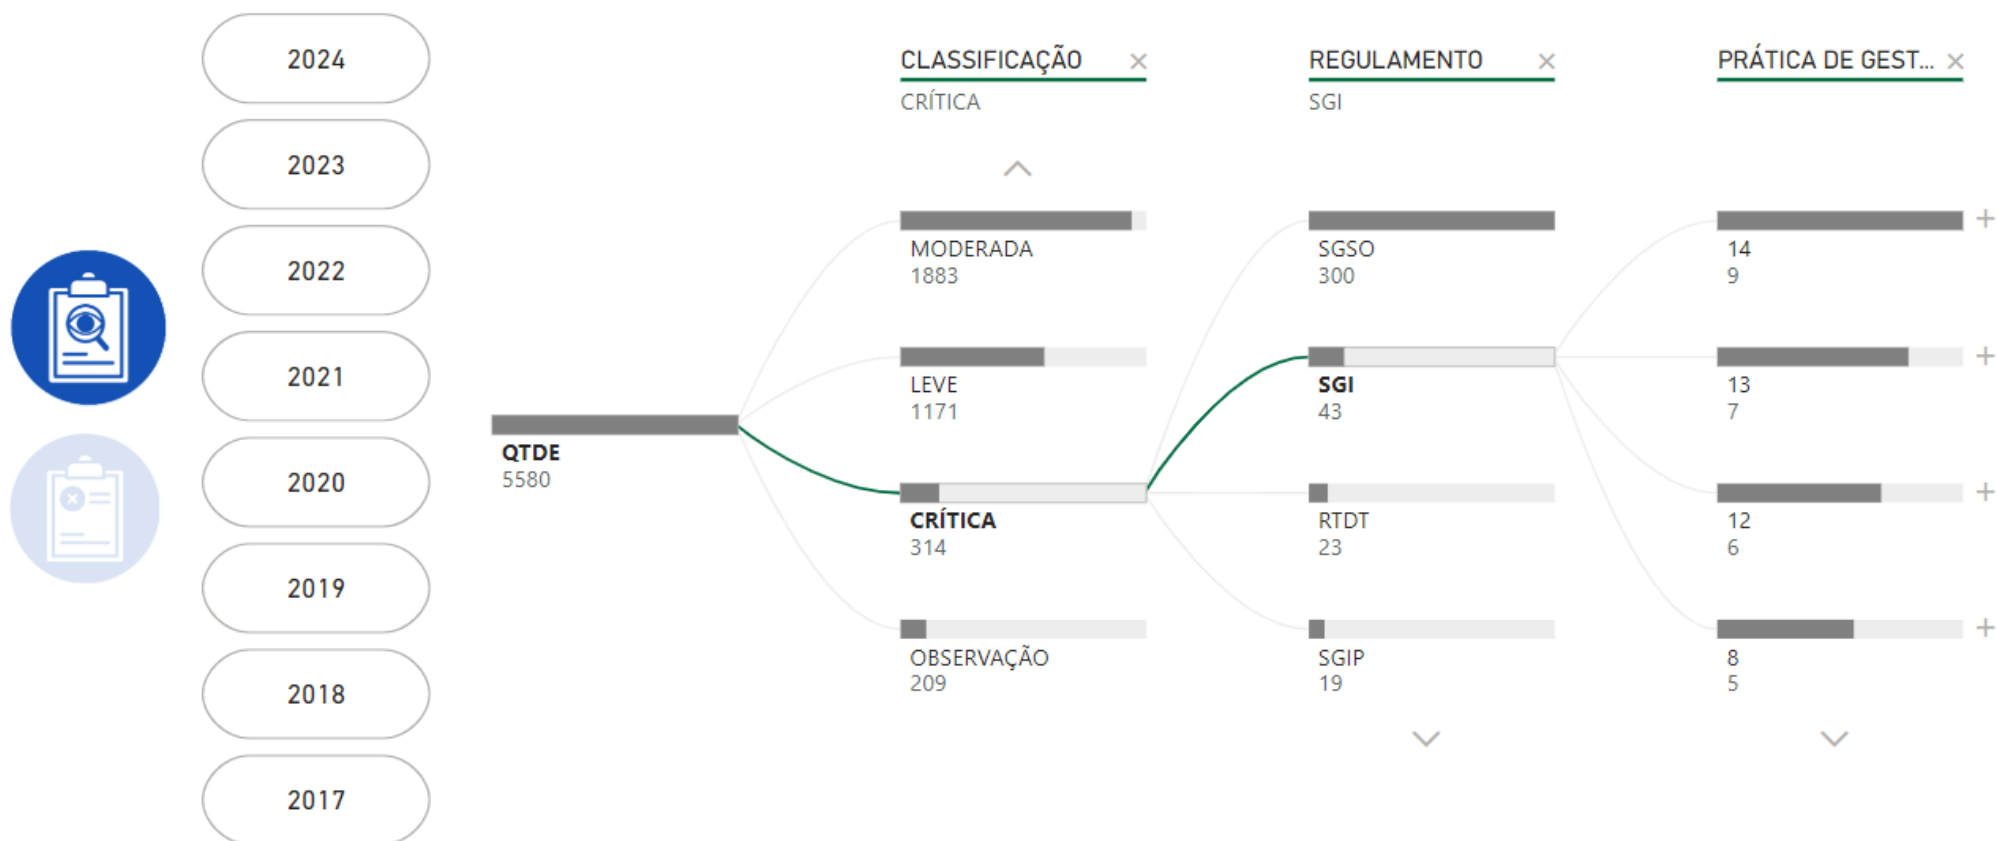 2024
2023
2022
2021
2020
2019
2018
2017
QTDE
5580
CLASSIFICAÇÃO
CRÍTICA
MODERADA
1883
LEVE
1171
CRÍTICA
314
OBSERVAÇÃO
209
REGULAMENTO
SGI
SGSO
300
SGI
43
RTDT
23
SGIP
19
PRÁTICA DE GEST...
14
9
13
7
12
6
8
5